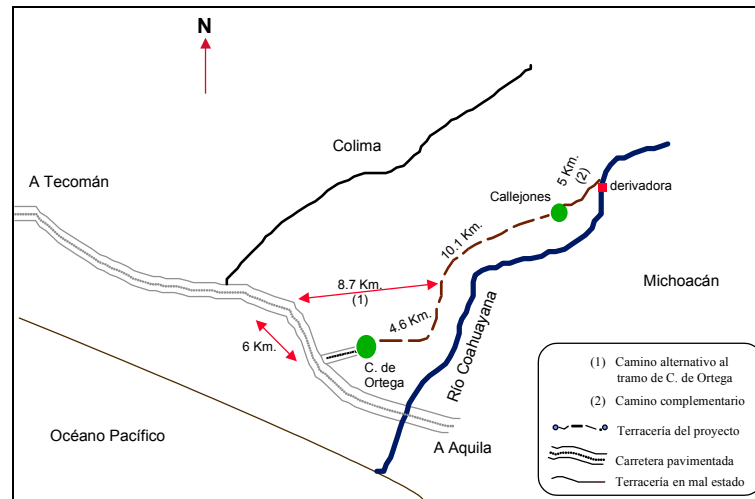 N
Colima
A Tecomán
5 Km.
(2)
Callejones
derivadora
10.1 Km.
Michoacán
8.7 Km.
(1)
4.6 Km.
6 Km.
Río Coahuayana
C. de
Ortega
A Aquila
Océano Pacífico
(1) Camino alternativo al
tramo de C. de Ortega
(2) Camino complementario
Terracería del proyecto
Carretera pavimentada
Terracería en mal estado